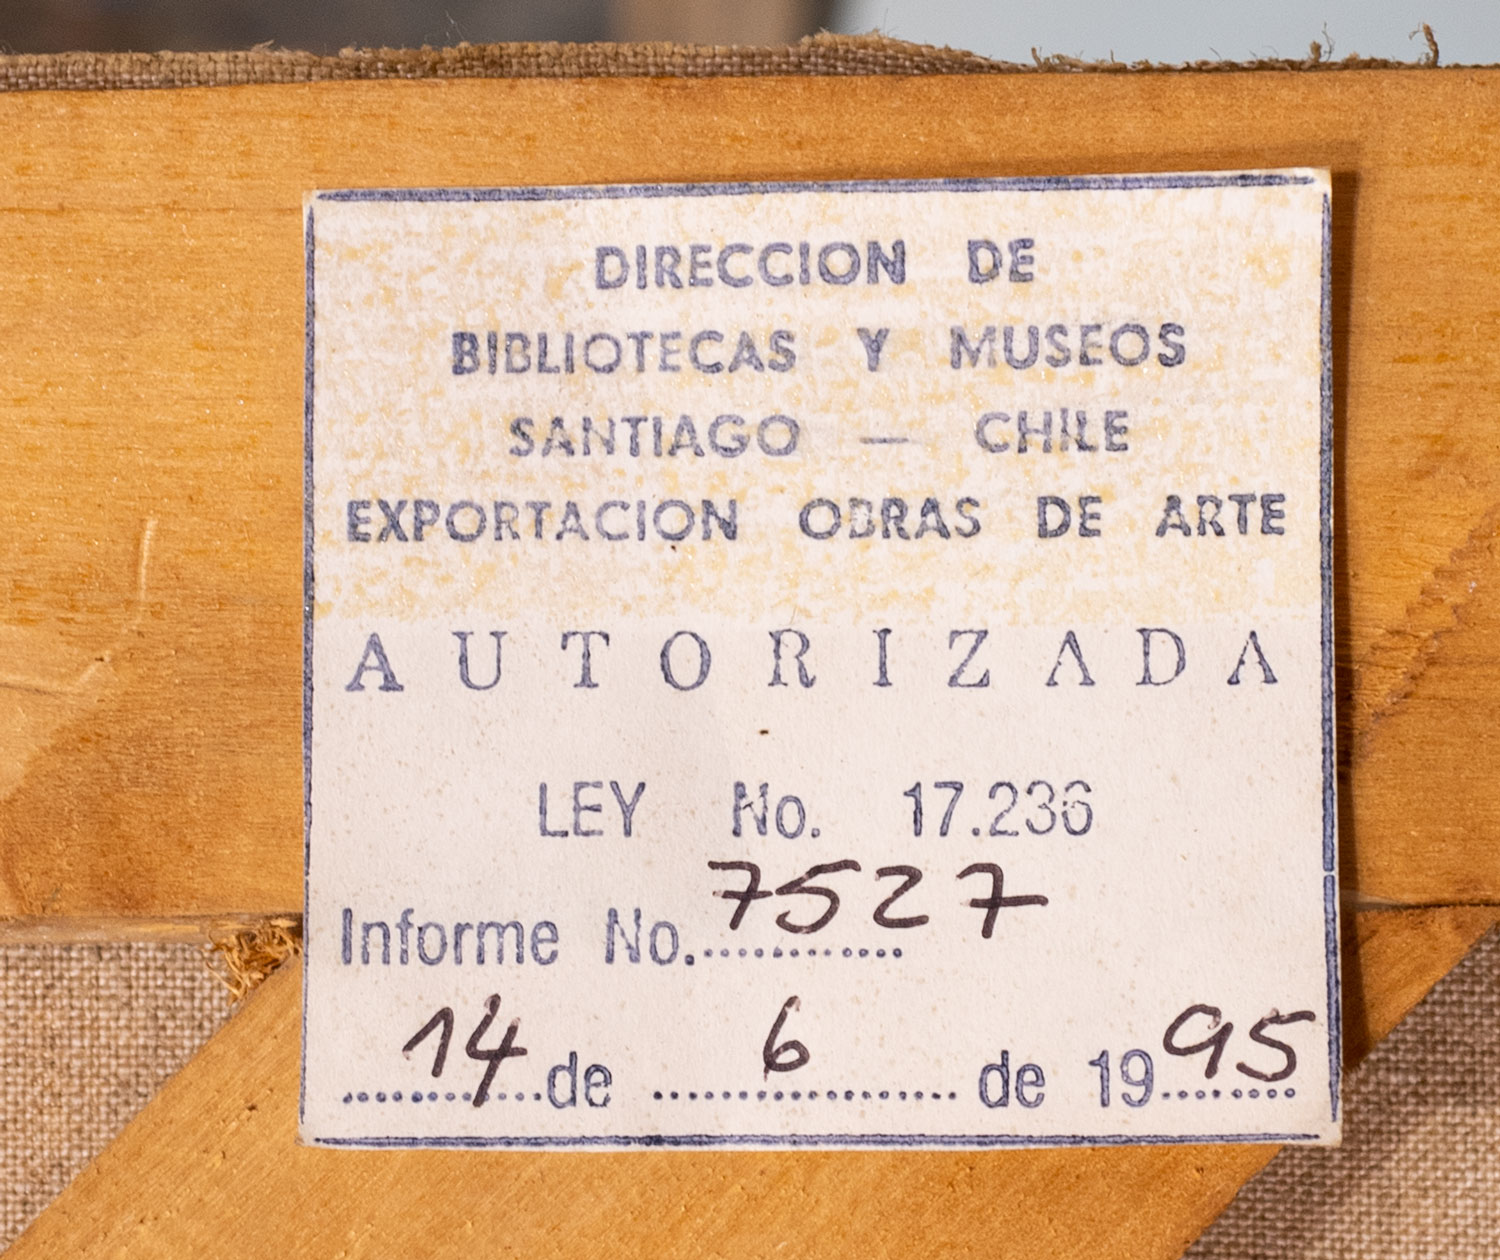 DIRECCION DE
BIBLIOTECAS Y MUSEOS
SANTIAGO — CHILE
EXPORTACION OBRAS DE ARTE
AUTORIZADA
LEY No. 17.236
Informe No. 7527
14 de 6 de 1995